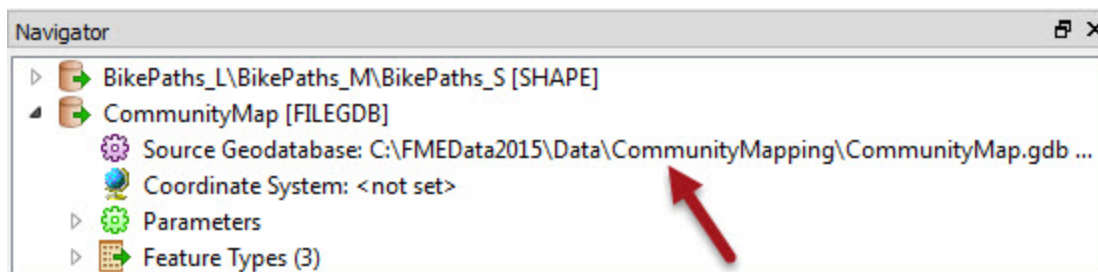 Navigator
BikePaths_L\BikePaths_M\BikePaths_S [SHAPE]
CommunityMap [FILEGDB]
Source Geodatabase: C:\FMEData2015\Data\CommunityMapping\CommunityMap.gdb ...
Coordinate System: <not set>
Parameters
Feature Types (3)